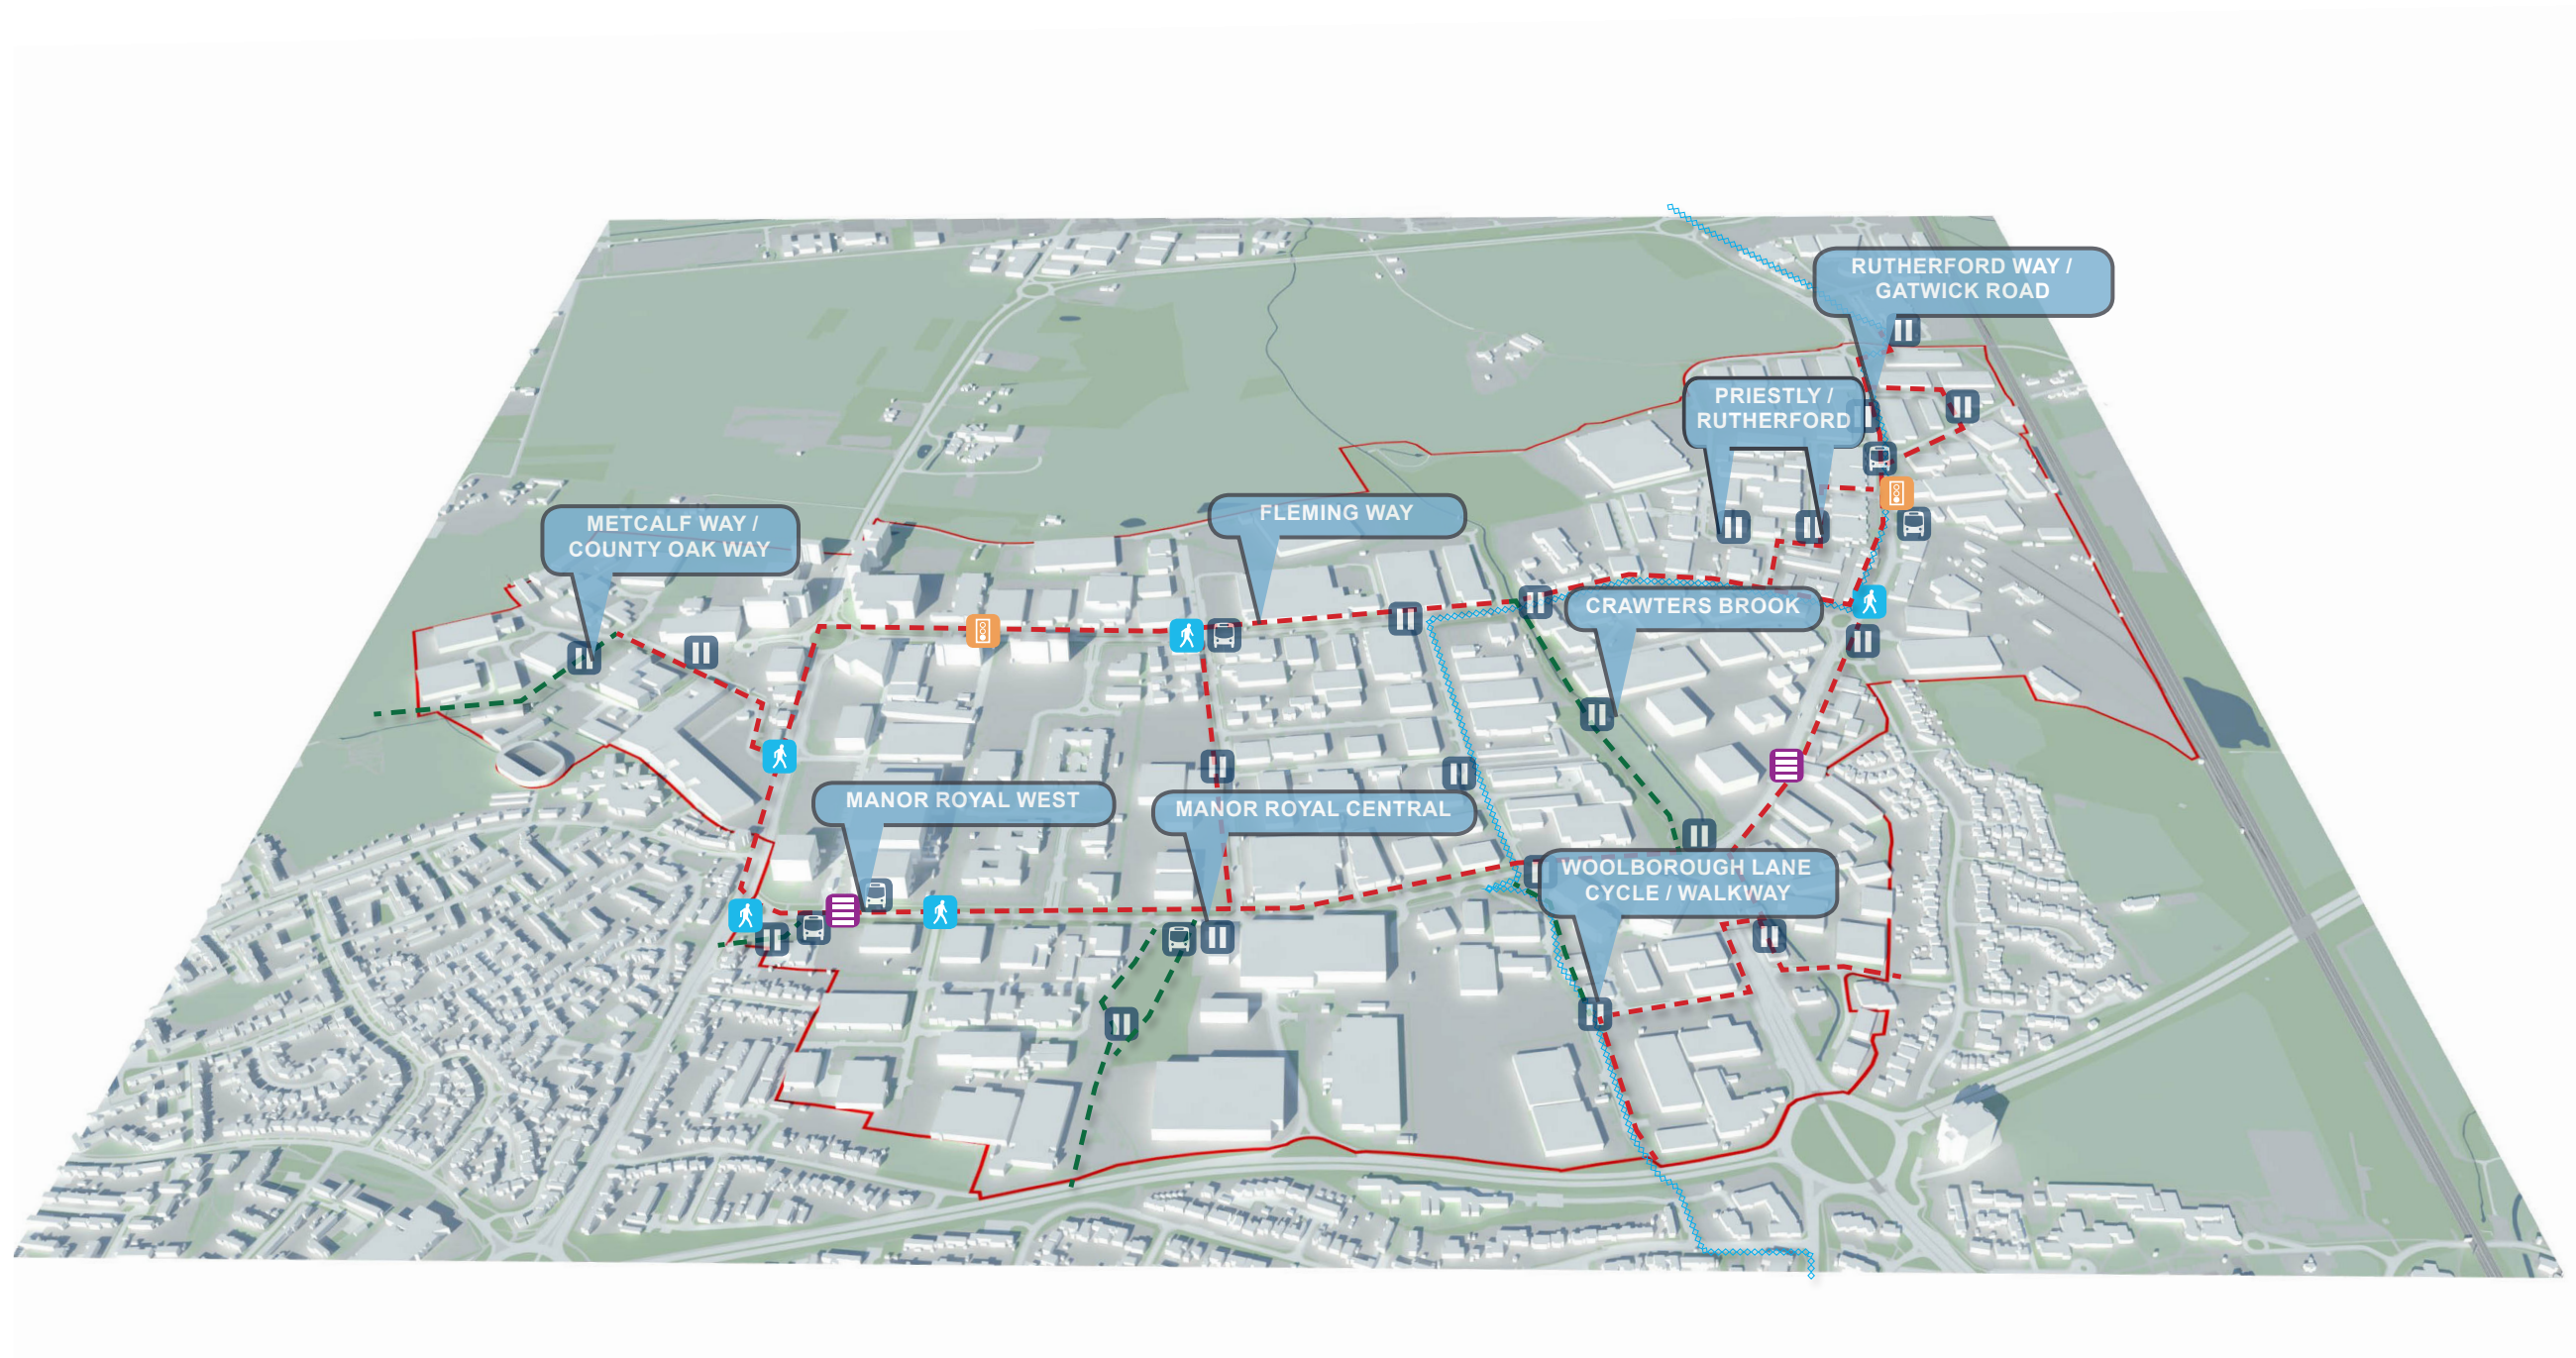 RUTHERFORD WAY /
GATWICK ROAD
PRIESTLY /
RUTHERFORD
METCALF WAY /
COUNTY OAK WAY
FLEMING WAY
CRAWTERS BROOK
MANOR ROYAL WEST
MANOR ROYAL CENTRAL
WOOLBOROUGH LANE
CYCLE / WALKWAY